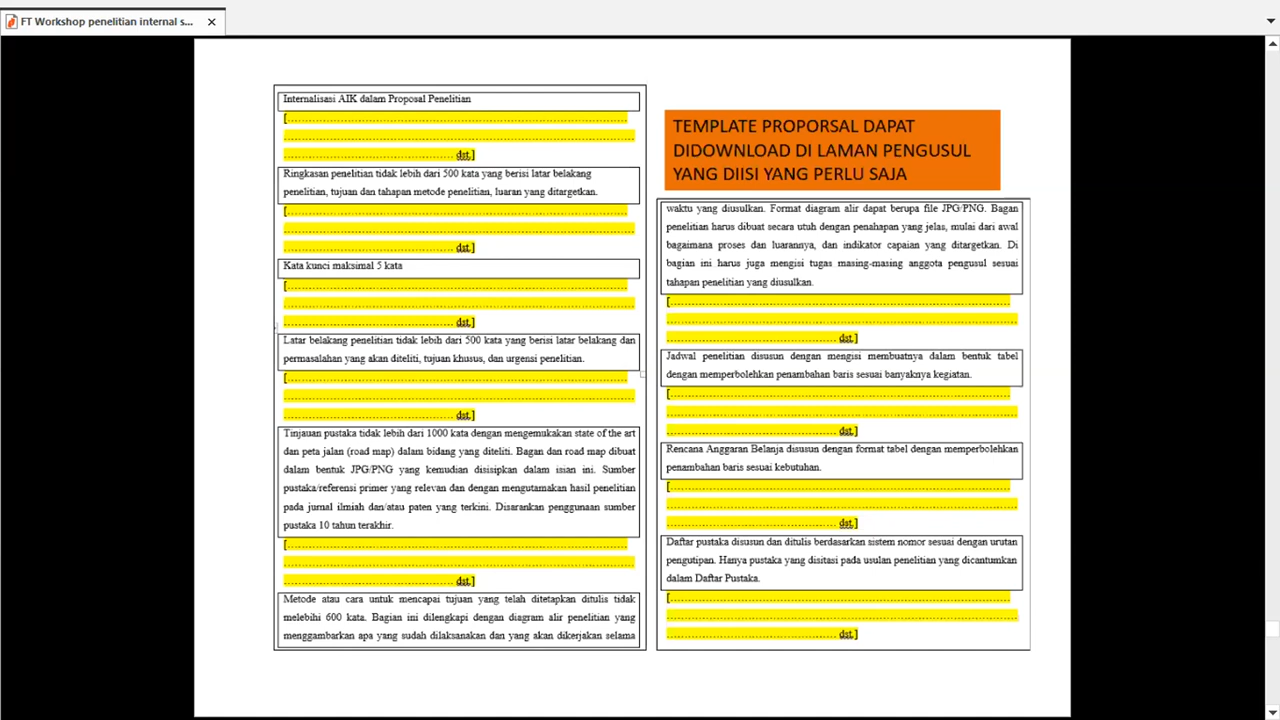 FT Workshop penelitian internal s...
Internalisasi AIK dalam Proposal Penelitian
[.....................................................................................
.....................................................................................
.......................................... dst.]
Ringkasan penelitian tidak lebih dari 500 kata yang berisi latar belakang
penelitian, tujuan dan tahapan metode penelitian, luaran yang ditargetkan.
[.....................................................................................
.....................................................................................
.......................................... dst.]
Kata kunci maksimal 5 kata
[.....................................................................................
.....................................................................................
.......................................... dst.]
Latar belakang penelitian tidak lebih dari 500 kata yang berisi latar belakang dan
permasalahan yang akan diteliti, tujuan khusus, dan urgensi penelitian.
[.....................................................................................
.....................................................................................
.......................................... dst.]
Tinjauan pustaka tidak lebih dari 1000 kata dengan mengemukakan state of the art
dan peta jalan (road map) dalam bidang yang diteliti. Bagan dan road map dibuat
dalam bentuk JPG/PNG yang kemudian disisipkan dalam isian ini. Sumber
pustaka/referensi primer yang relevan dan dengan mengutamakan hasil penelitian
pada jurnal ilmiah dan/atau paten yang terkini. Disarankan penggunaan sumber
pustaka 10 tahun terakhir.
[.....................................................................................
.....................................................................................
.......................................... dst.]
Metode atau cara untuk mencapai tujuan yang telah ditetapkan ditulis tidak
melebihi 600 kata. Bagian ini dilengkapi dengan diagram alir penelitian yang
menggambarkan apa yang sudah dilaksanakan dan yang akan dikerjakan selama
TEMPLATE PROPORSAL DAPAT
DIDOWNLOAD DI LAMAN PENGUSUL
YANG DIISI YANG PERLU SAJA
waktu yang diusulkan. Format diagram alir dapat berupa file JPG/PNG. Bagan
penelitian harus dibuat secara utuh dengan penahapan yang jelas, mulai dari awal
bagaimana proses dan luarannya, dan indikator capaian yang ditargetkan. Di
bagian ini harus juga mengisi tugas masing-masing anggota pengusul sesuai
tahapan penelitian yang diusulkan.
[.....................................................................................
.....................................................................................
.......................................... dst.]
Jadwal penelitian disusun dengan mengisi membuatnya dalam bentuk tabel
dengan memperbolehkan penambahan baris sesuai banyaknya kegiatan.
[.....................................................................................
.....................................................................................
.......................................... dst.]
Rencana Anggaran Belanja disusun dengan format tabel dengan memperbolehkan
penambahan baris sesuai kebutuhan.
[.....................................................................................
.....................................................................................
.......................................... dst.]
Daftar pustaka disusun dan ditulis berdasarkan sistem nomor sesuai dengan urutan
pengutipan. Hanya pustaka yang disitasi pada usulan penelitian yang dicantumkan
dalam Daftar Pustaka.
[.....................................................................................
.....................................................................................
.......................................... dst.]